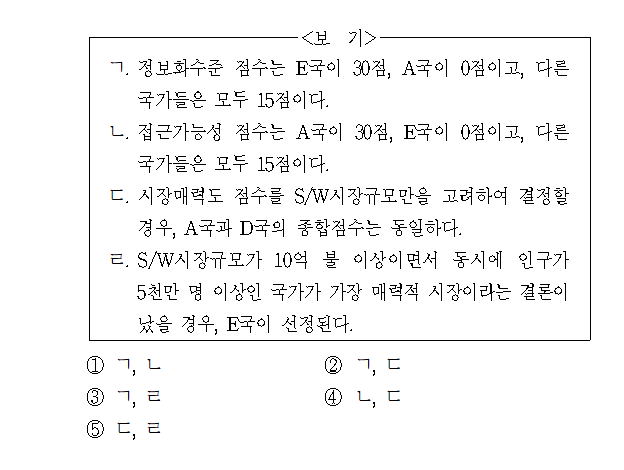 <보 기>
ㄱ. 정보화수준 점수는 E국이 30점, A국이 0점이고, 다른
국가들은 모두 15점이다.
ㄴ. 접근가능성 점수는 A국이 30점, E국이 0점이고, 다른
국가들은 모두 15점이다.
ㄷ. 시장매력도 점수를 S/W시장규모만을 고려하여 결정할
경우, A국과 D국의 종합점수는 동일하다.
ㄹ. S/W시장규모가 10억 불 이상이면서 동시에 인구가
5천만 명 이상인 국가가 가장 매력적 시장이라는 결론이
났을 경우, E국이 선정된다.
① ㄱ, ㄴ ② ㄱ, ㄷ
③ ㄱ, ㄹ ④ ㄴ, ㄷ
⑤ ㄷ, ㄹ